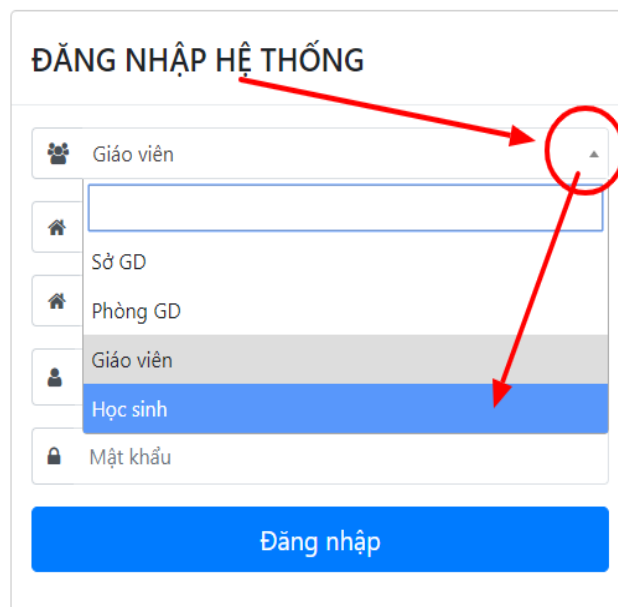 ĐĂNG NHẬP HỆ THỐNG
Giáo viên
Sở GD
Phòng GD
Giáo viên
Học sinh
Mật khẩu
Đăng nhập